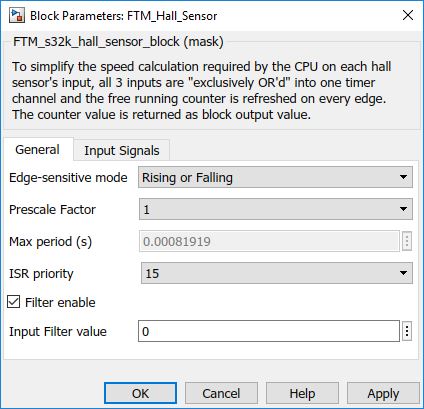 Block Parameters: FTM_Hall_Sensor
FTM_s32k_hall_sensor_block (mask)
To simplify the speed calculation required by the CPU on each hall
sensor's input, all 3 inputs are "exclusively OR'd" into one timer
channel and the free running counter is refreshed on every edge.
The counter value is returned as block output value.
General Input Signals
Edge-sensitive mode Rising or Falling
Prescale Factor 1
Max period (s) 0.00081919
ISR priority 15
Filter enable
Input Filter value 0
OK Cancel Help Apply